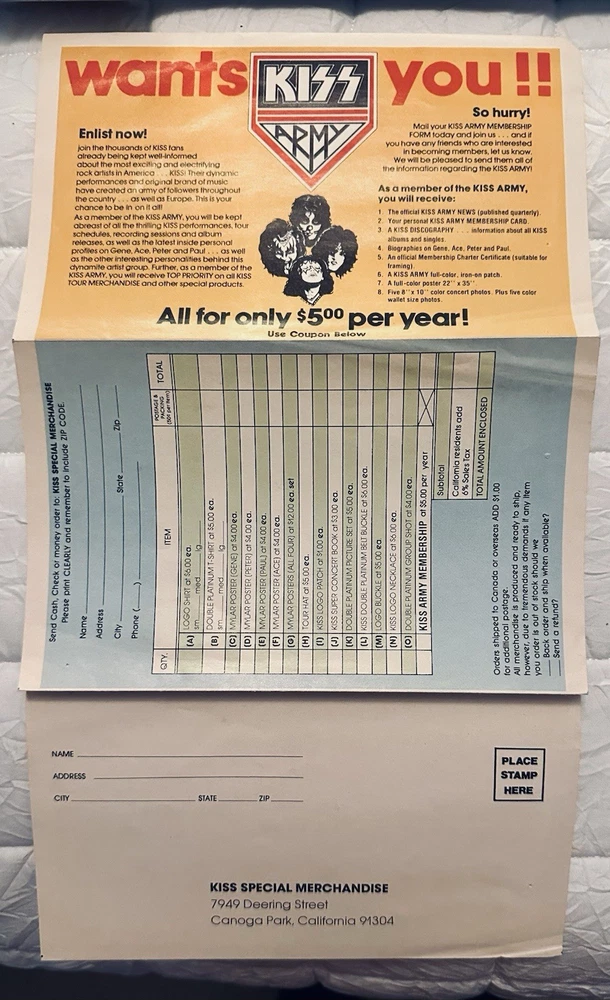 wants KISS ARMY you!!
Enlist now!
Join the thousands of KISS fans
already being kept well-informed
about the most exciting and electrifying
rock artists in America . . . KISS! Their dynamic
performances and original brand of music
have created an army of followers throughout
the country . . . as well as Europe. This is your
chance to be in on it all!
As a member of the KISS ARMY, you will be kept
abreast of all the thrilling KISS performances, tour
schedules, recording sessions and album
releases, as well as the latest inside personal
profiles on Gene, Ace, Peter and Paul . . . as well
as the other interesting personalities behind this
dynamite artist group. Further, as a member of the
KISS ARMY, you will receive TOP PRIORITY on all KISS
TOUR MERCHANDISE and other special products.
So hurry!
Mail your KISS ARMY MEMBERSHIP
FORM today and join us . . . and if
you have any friends who are interested
in becoming members, let us know.
We will be pleased to send them all of
the information regarding the KISS ARMY!
As a member of the KISS ARMY,
you will receive:
1. The official KISS ARMY NEWS (published quarterly).
2. Your personal KISS ARMY MEMBERSHIP CARD.
3. A KISS DISCOGRAPHY . . . information about all KISS
albums and singles.
4. Biographies on Gene, Ace, Peter and Paul.
5. An official Membership Charter Certificate (suitable for
framing).
6. A KISS ARMY full-color, iron-on patch.
7. A full-color poster 22" x 35"
8. Five 8" x 10" color concert photos. Plus five color
wallet size photos.
All for only $5.00 per year!
Use Coupon Below
Send Cash, Check or money order to: KISS SPECIAL MERCHANDISE
Please print CLEARLY and remember to include ZIP CODE.
Name
Address
City State Zip
Phone ( )
QTY. ITEM POSTAGE & PACKING TOTAL
(A) LOGO SHIRT at $5.00 ea.
sm. med. lg.
(B) DOUBLE PLATINUM T-SHIRT at $5.00 ea.
sm. med. lg.
(C) MYLAR POSTER (GENE) at $4.00 ea.
(D) MYLAR POSTER (PETER) at $4.00 ea.
(E) MYLAR POSTER (PAUL) at $4.00 ea.
(F) MYLAR POSTER (ACE) at $4.00 ea.
(G) MYLAR POSTERS (ALL FOUR) at $12.00 ea. set
(H) TOUR HAT at $5.00 ea.
(I) KISS LOGO PATCH at $1.00 ea.
(J) KISS SUPER CONCERT BOOK at $3.00 ea.
(K) DOUBLE PLATINUM PICTURE SET at $5.00 ea.
(L) KISS DOUBLE PLATINUM BELT BUCKLE at $6.00 ea.
(M) LOGO BUCKLE at $5.00 ea.
(N) KISS LOGO NECKLACE at $6.00 ea.
(O) DOUBLE PLATINUM GROUP SHOT at $4.00 ea.
KISS ARMY MEMBERSHIP at $5.00 per year
Subtotal
California residents add
6% Sales Tax
TOTAL AMOUNT ENCLOSED
Orders shipped to Canada or overseas ADD $1.00
for additional postage.
All merchandise is produced and ready to ship,
however, due to tremendous demands if any item
you order is out of stock should we
Back order and ship when available?
Send a refund?
NAME
ADDRESS
CITY STATE ZIP
PLACE
STAMP
HERE
KISS SPECIAL MERCHANDISE
7949 Deering Street
Canoga Park, California 91304